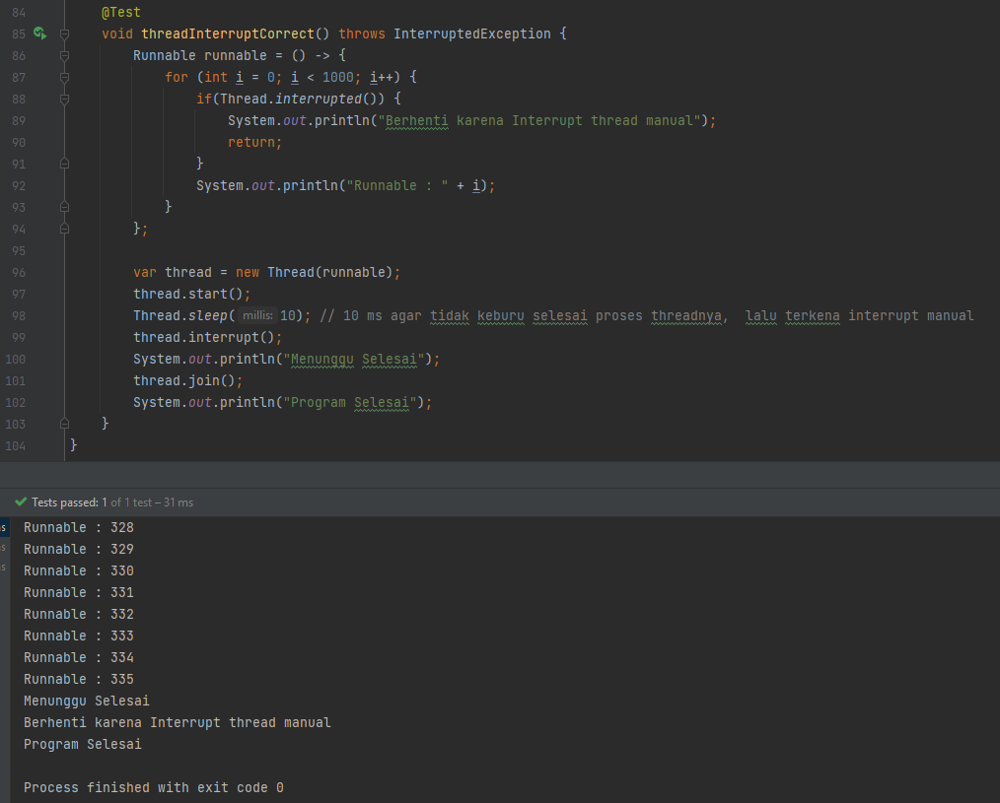 84 @Test
85 void threadInterruptCorrect() throws InterruptedException {
86 Runnable runnable = () -> {
87 for (int i = 0; i < 1000; i++) {
88 if(Thread.interrupted()) {
89 System.out.println("Berhenti karena Interrupt thread manual");
90 return;
91 }
92 System.out.println("Runnable : " + i);
93 }
94 };
95
96 var thread = new Thread(runnable);
97 thread.start();
98 Thread.sleep( millis: 10); // 10 ms agar tidak keburu selesai proses threadnya,  lalu terkena interrupt manual
99 thread.interrupt();
100 System.out.println("Menunggu Selesai");
101 thread.join();
102 System.out.println("Program Selesai");
103 }
104 }
Tests passed: 1 of 1 test – 31 ms
Runnable : 328
Runnable : 329
Runnable : 330
Runnable : 331
Runnable : 332
Runnable : 333
Runnable : 334
Runnable : 335
Menunggu Selesai
Berhenti karena Interrupt thread manual
Program Selesai
Process finished with exit code 0